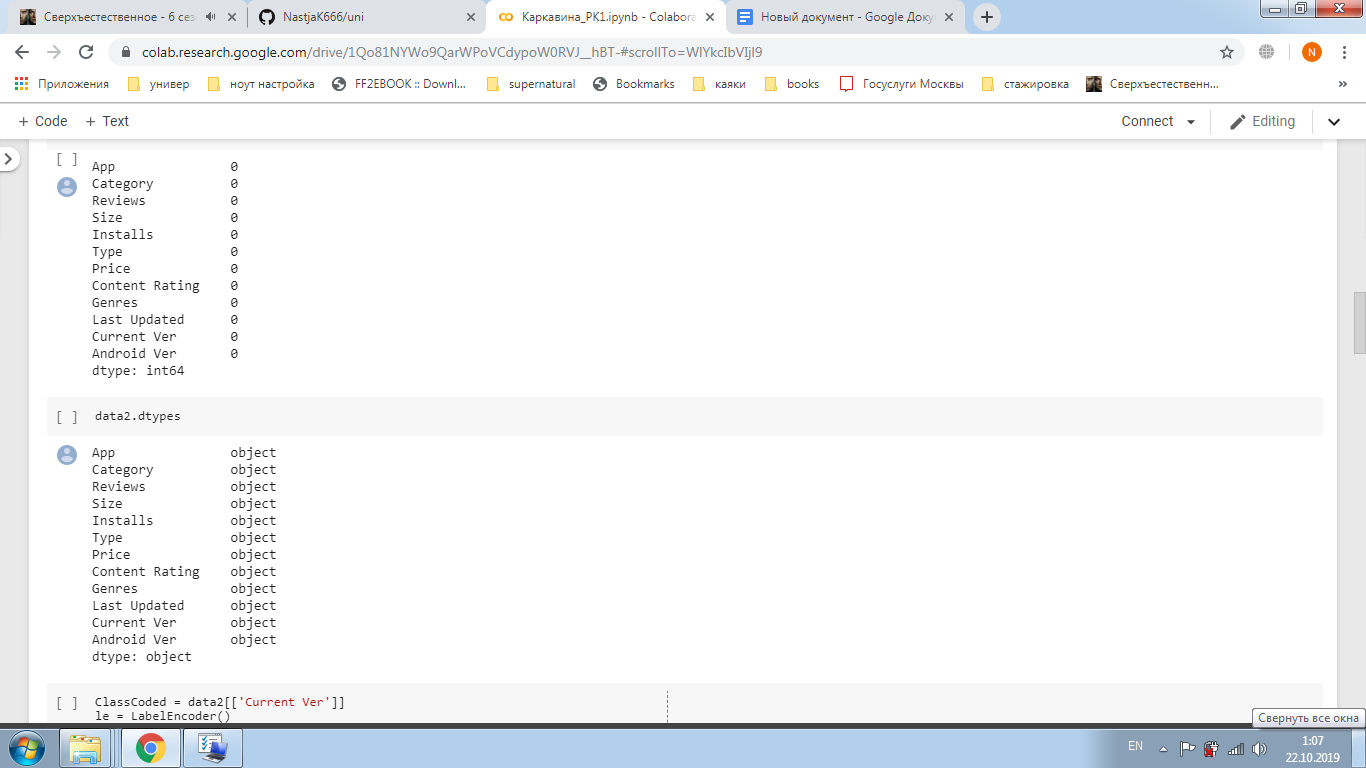 Сверхъестественное - 6 сез
NastjaK666/uni
Каркавина_РК1.ipynb - Colabora
Новый документ - Google Доку
colab.research.google.com/drive/1Qo81NYWo9QarWPoVCdypoW0RVJ__hBT-#scrollTo=WlYkcIbVIjl9
N
Приложения
универ
ноут настройка
FF2EBOOK :: Downl...
supernatural
Bookmarks
каяки
books
Госуслуги Москвы
стажировка
Сверхъестественн...
+ Code + Text
Connect
Editing
[ ]
App 0
Category 0
Reviews 0
Size 0
Installs 0
Type 0
Price 0
Content Rating 0
Genres 0
Last Updated 0
Current Ver 0
Android Ver 0
dtype: int64
[ ] data2.dtypes
App object
Category object
Reviews object
Size object
Installs object
Type object
Price object
Content Rating object
Genres object
Last Updated object
Current Ver object
Android Ver object
dtype: object
[ ] ClassCoded = data2[['Current Ver']]
le = LabelEncoder()
Свернуть все окна
EN
1:07
22.10.2019